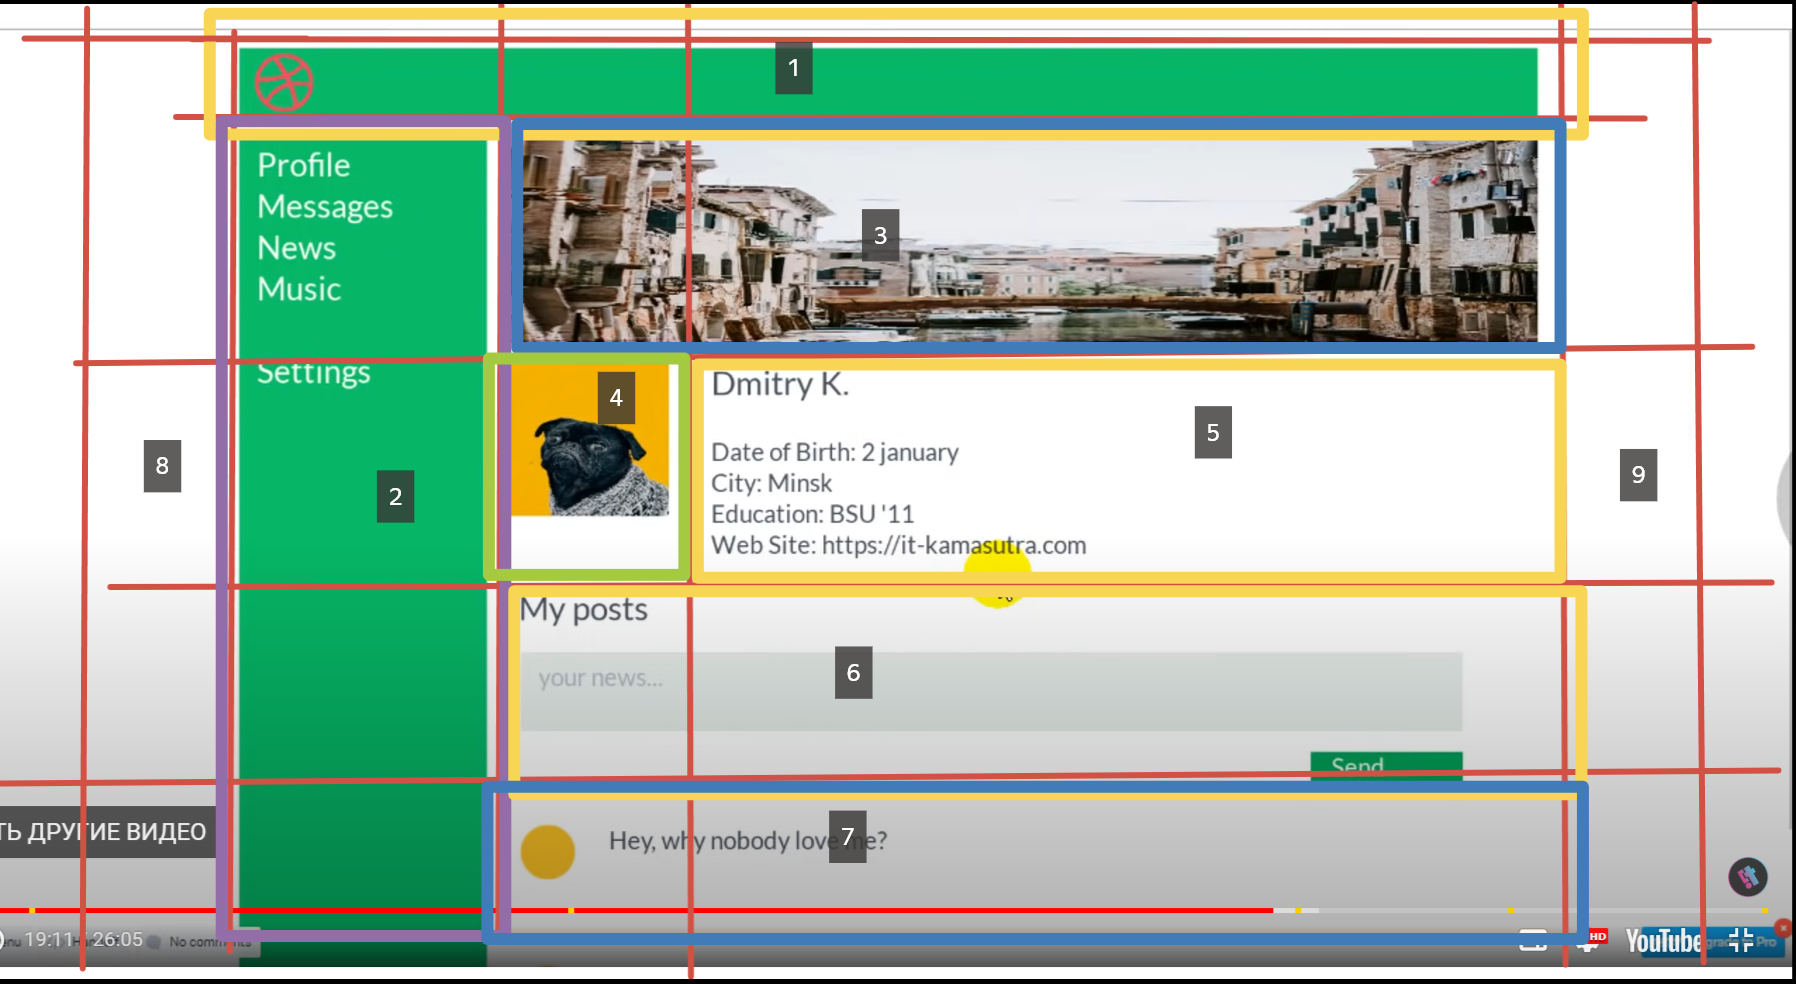 1
Profile
Messages
News
Music
Settings
3
4
Dmitry K.
5
Date of Birth: 2 january
City: Minsk
Education: BSU '11
Web Site: https://it-kamasutra.com
8
2
9
My posts
6
your news...
Send
ТЬ ДРУГИЕ ВИДЕО
Hey, why nobody love me?
7
19:11 / 26:05
No comments
HD
YouTube